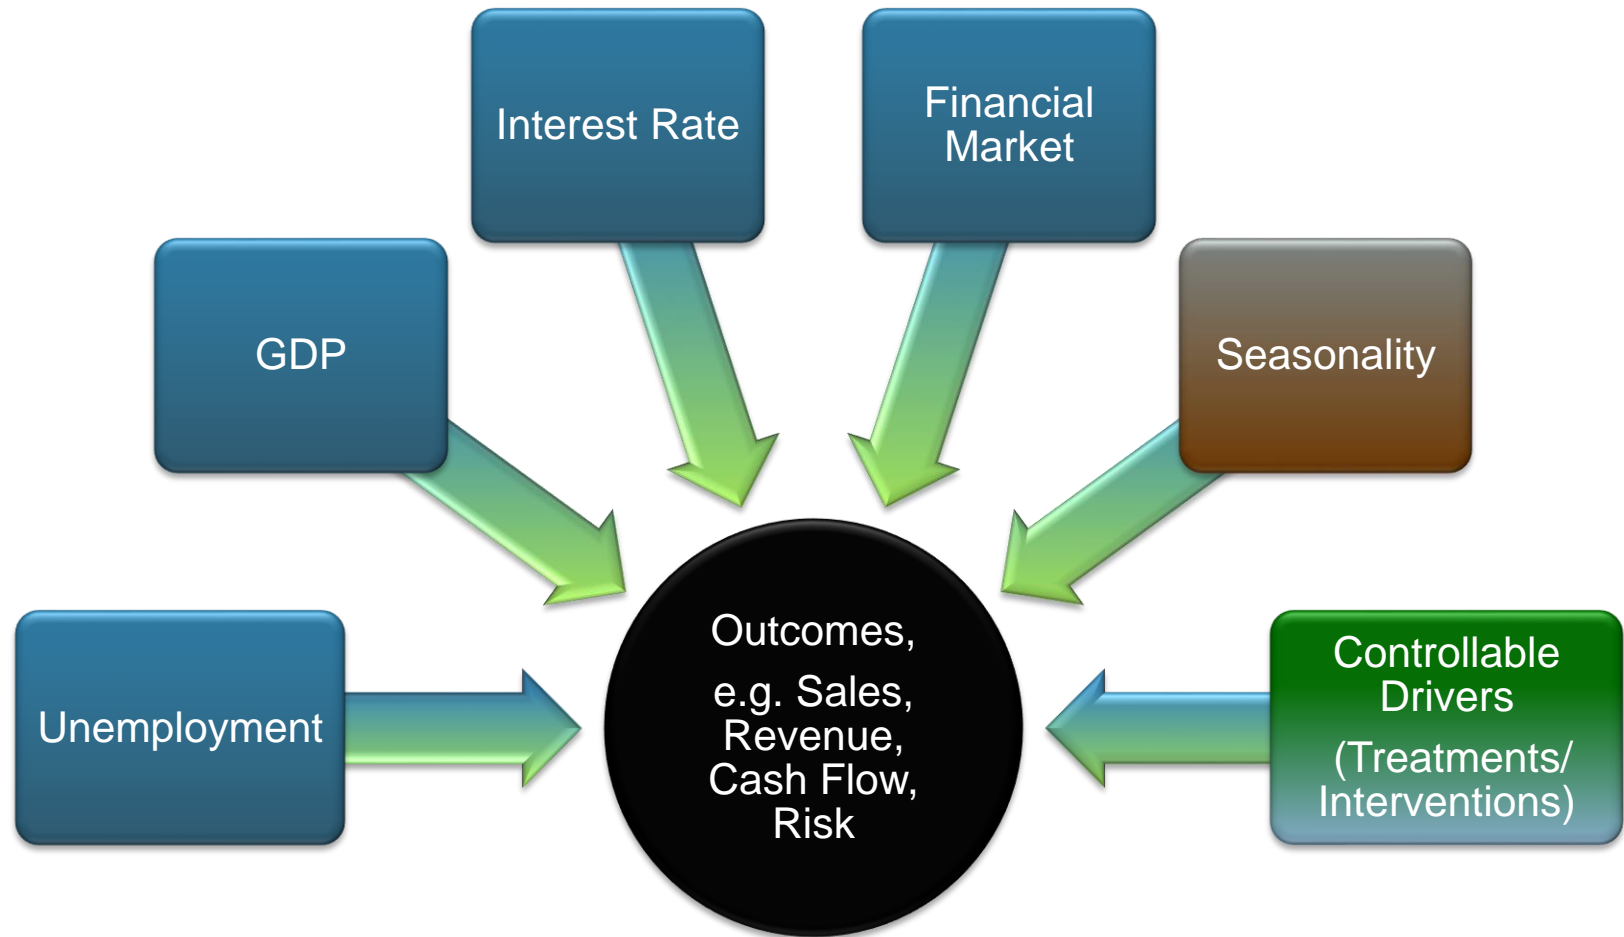 Interest Rate
Financial
Market
GDP
Seasonality
Unemployment
Outcomes,
e.g. Sales,
Revenue,
Cash Flow,
Risk
Controllable
Drivers
(Treatments/
Interventions)